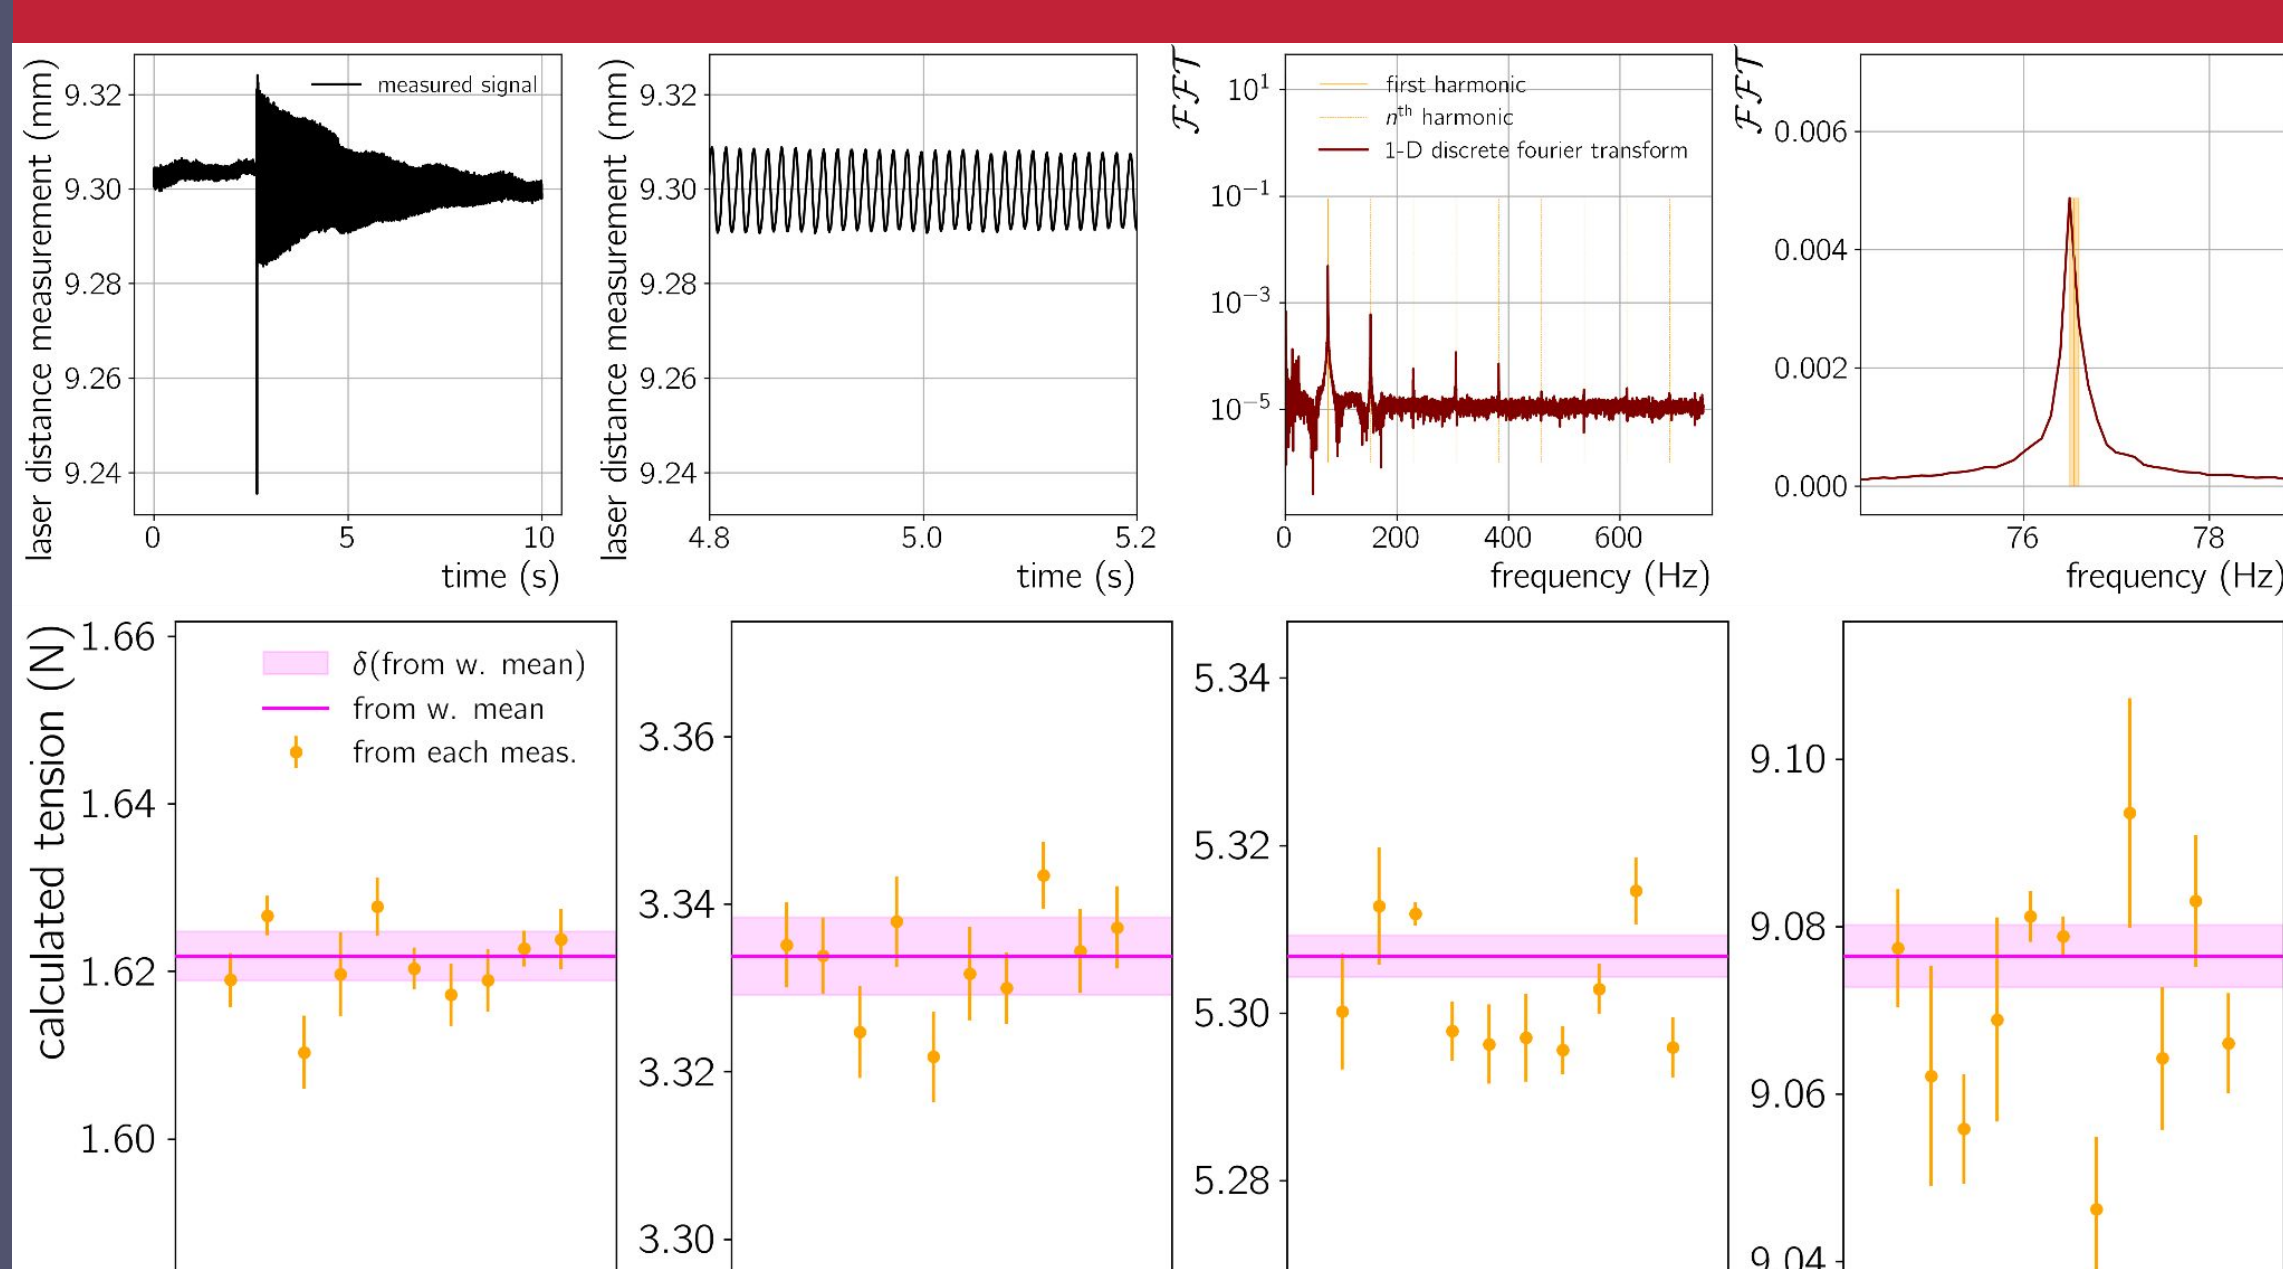 laser distance measurement (mm)
9.32
9.30
9.28
9.26
9.24
measured signal
0
5
10
time (s)
laser distance measurement (mm)
9.32
9.30
9.28
9.26
9.24
4.8
5.0
5.2
time (s)
FFT
10¹
10⁻¹
10⁻³
10⁻⁵
first harmonic
nᵗʰ harmonic
1-D discrete fourier transform
0
200
400
600
frequency (Hz)
FFT
0.006
0.004
0.002
0.000
76
78
frequency (Hz)
calculated tension (N)
1.66
1.64
1.62
1.60
δ(from w. mean)
from w. mean
from each meas.
3.36
3.34
3.32
3.30
5.34
5.32
5.30
5.28
9.10
9.08
9.06
9.04